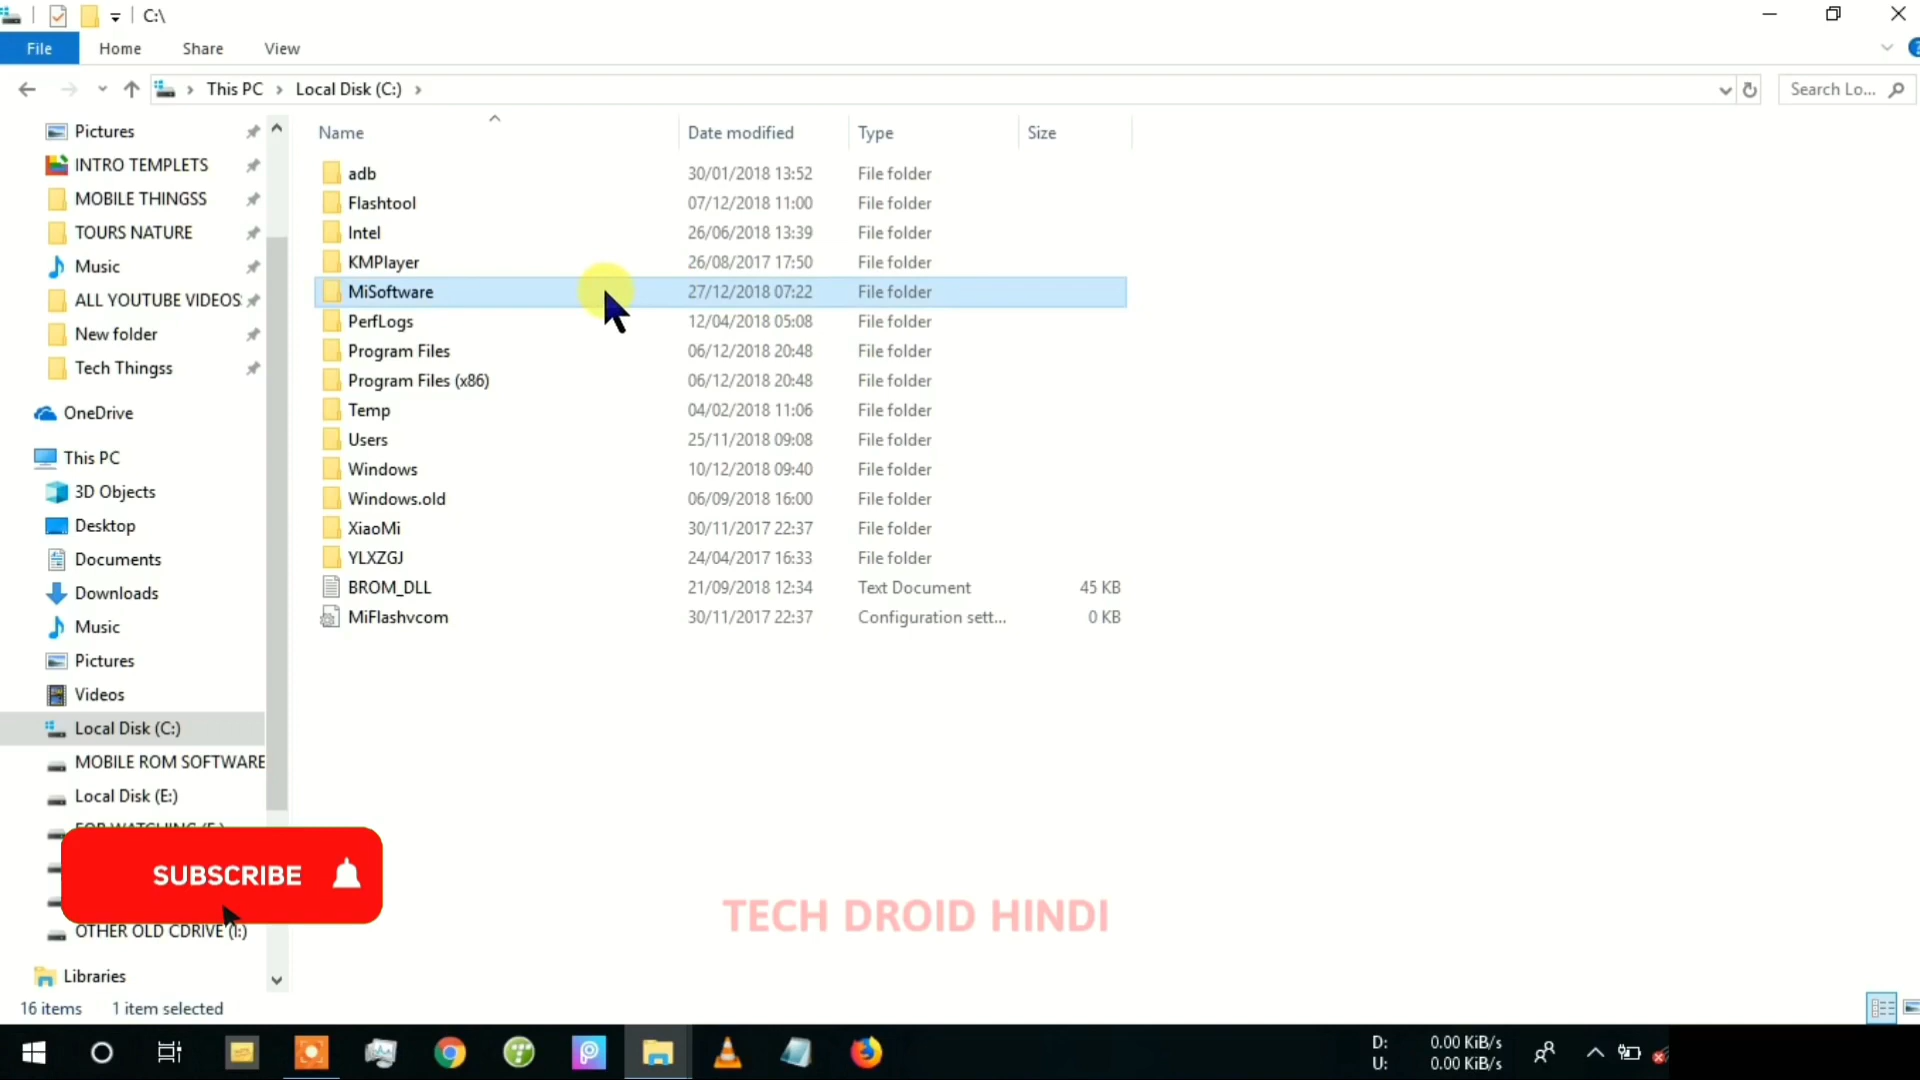 C:\
File Home Share View
This PC Local Disk (C:) Search Lo...
Name Date modified Type Size
Pictures
INTRO TEMPLETS
MOBILE THINGSS
TOURS NATURE
Music
ALL YOUTUBE VIDEOS
New folder
Tech Thingss
OneDrive
This PC
3D Objects
Desktop
Documents
Downloads
Music
Pictures
Videos
Local Disk (C:)
MOBILE ROM SOFTWARE
Local Disk (E:)
OTHER OLD CDRIVE (I:)
Libraries
adb 30/01/2018 13:52 File folder
Flashtool 07/12/2018 11:00 File folder
Intel 26/06/2018 13:39 File folder
KMPlayer 26/08/2017 17:50 File folder
MiSoftware 27/12/2018 07:22 File folder
PerfLogs 12/04/2018 05:08 File folder
Program Files 06/12/2018 20:48 File folder
Program Files (x86) 06/12/2018 20:48 File folder
Temp 04/02/2018 11:06 File folder
Users 25/11/2018 09:08 File folder
Windows 10/12/2018 09:40 File folder
Windows.old 06/09/2018 16:00 File folder
XiaoMi 30/11/2017 22:37 File folder
YLXZGJ 24/04/2017 16:33 File folder
BROM_DLL 21/09/2018 12:34 Text Document 45 KB
MiFlashvcom 30/11/2017 22:37 Configuration sett... 0 KB
SUBSCRIBE
TECH DROID HINDI
16 items 1 item selected
D: 0.00 KiB/s
U: 0.00 KiB/s